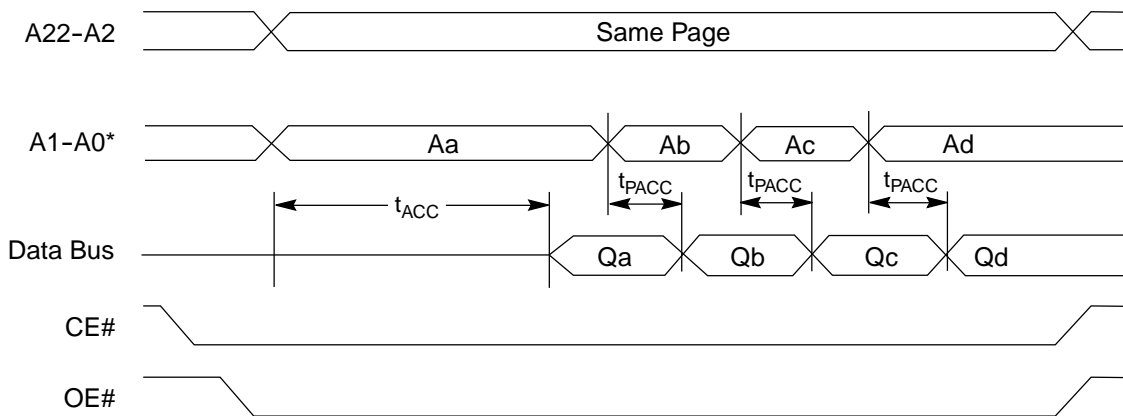 A22–A2 Same Page
A1–A0* Aa Ab Ac Ad
tPACC tPACC tPACC
tACC
Data Bus Qa Qb Qc Qd
CE#
OE#